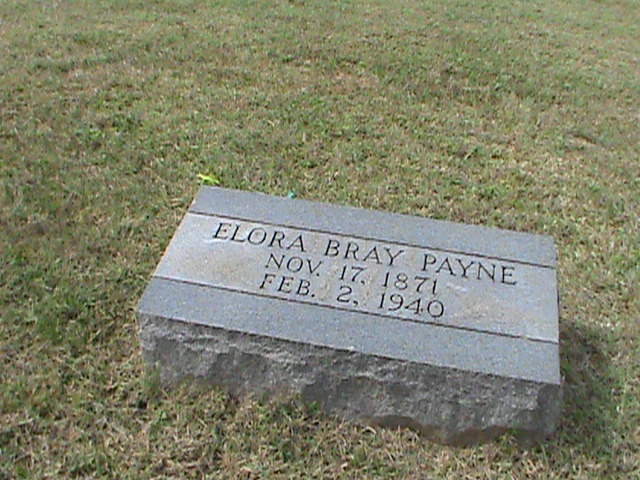 ELORA BRAY PAYNE
NOV. 17, 1871
FEB. 2, 1940